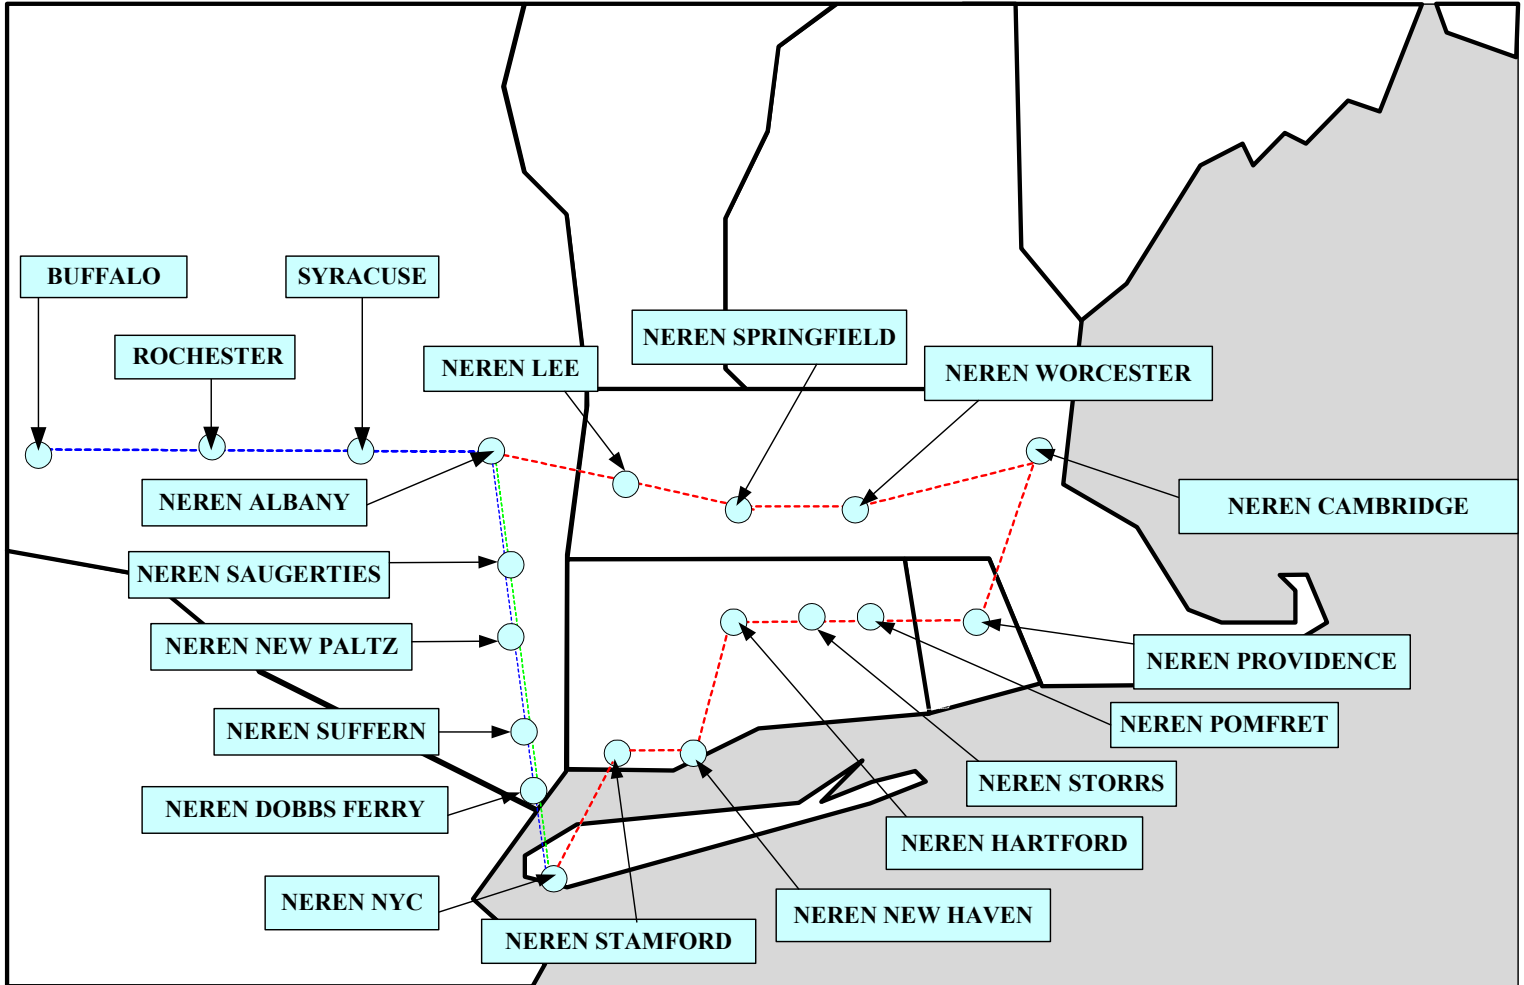 BUFFALO
SYRACUSE
ROCHESTER
NEREN SPRINGFIELD
NEREN LEE
NEREN WORCESTER
NEREN ALBANY
NEREN CAMBRIDGE
NEREN SAUGERTIES
NEREN NEW PALTZ
NEREN PROVIDENCE
NEREN SUFFERN
NEREN POMFRET
NEREN STORRS
NEREN DOBBS FERRY
NEREN HARTFORD
NEREN NYC
NEREN NEW HAVEN
NEREN STAMFORD